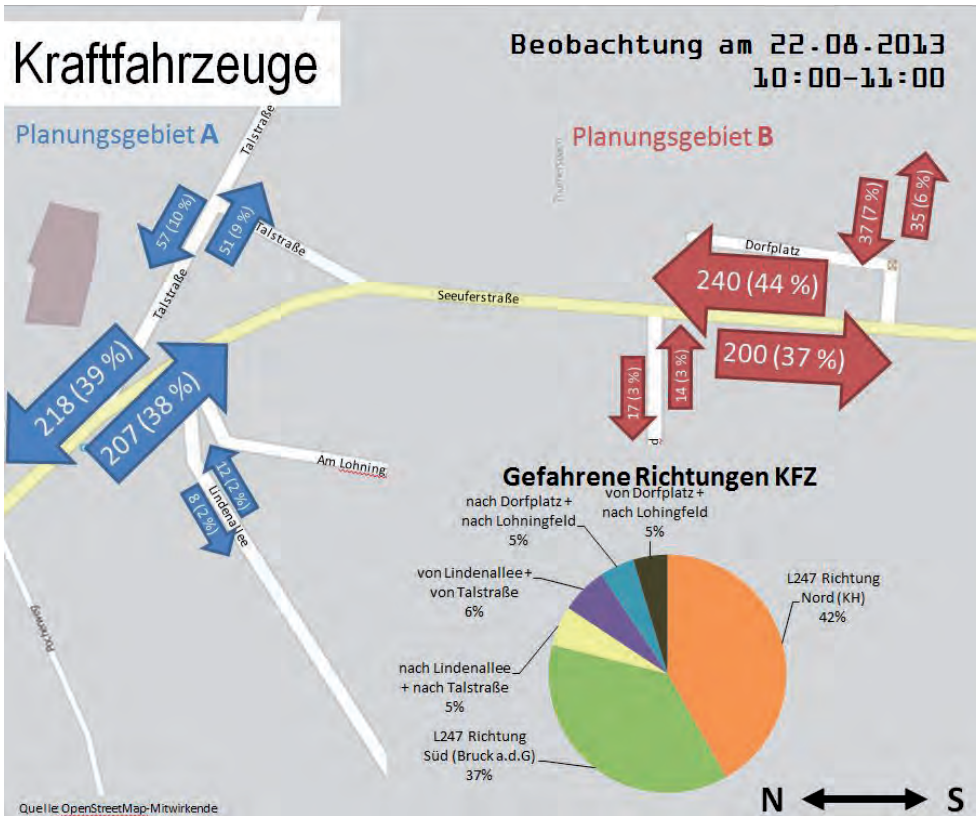 Kraftfahrzeuge
Beobachtung am 22.08.2013
10:00-11:00
Planungsgebiet A
Planungsgebiet B
Talstraße
Thumersbach
57 (10 %)
51 (9 %)
Talstraße
Talstraße
37 (7 %)
35 (6 %)
Dorfplatz
240 (44 %)
Seeuferstraße
200 (37 %)
218 (39 %)
207 (38 %)
17 (3 %)
14 (3 %)
P
Am Lohning
12 (2 %)
8 (2 %)
Lindenallee
Gefahrene Richtungen KFZ
nach Dorfplatz +
nach Lohningfeld
5%
von Dorfplatz +
nach Lohingfeld
5%
von Lindenallee +
von Talstraße
6%
L247 Richtung
Nord (KH)
42%
nach Lindenallee
+ nach Talstraße
5%
L247 Richtung
Süd (Bruck a.d.G)
37%
N
S
Quelle: OpenStreetMap-Mitwirkende